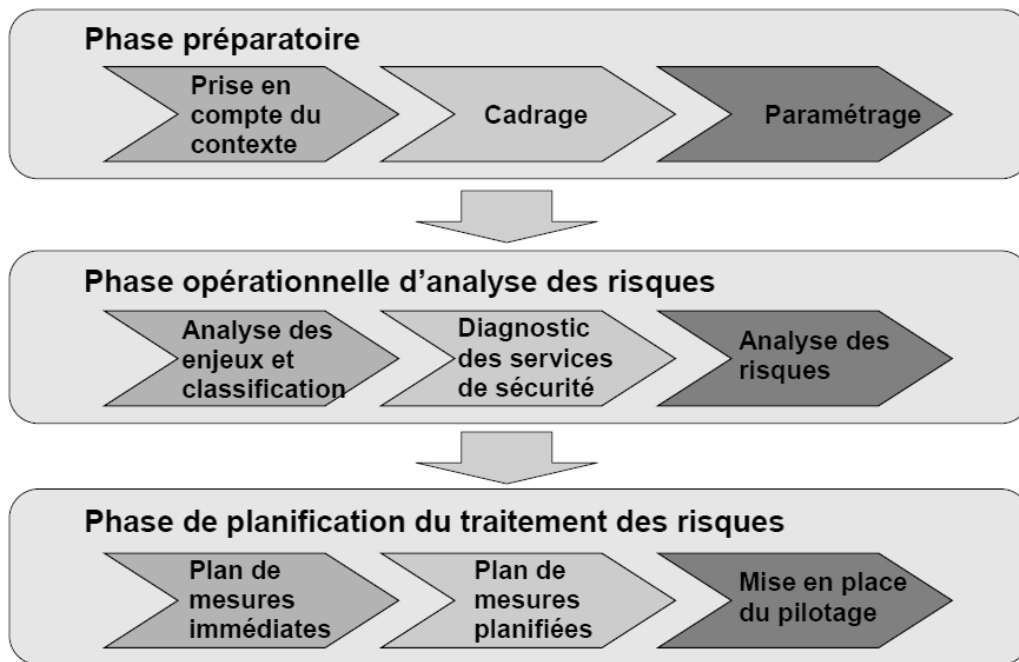 Phase préparatoire
Prise en
compte du
contexte
Cadrage
Paramétrage
Phase opérationnelle d'analyse des risques
Analyse des
enjeux et
classification
Diagnostic
des services
de sécurité
Analyse des
risques
Phase de planification du traitement des risques
Plan de
mesures
immédiates
Plan de
mesures
planifiées
Mise en place
du pilotage